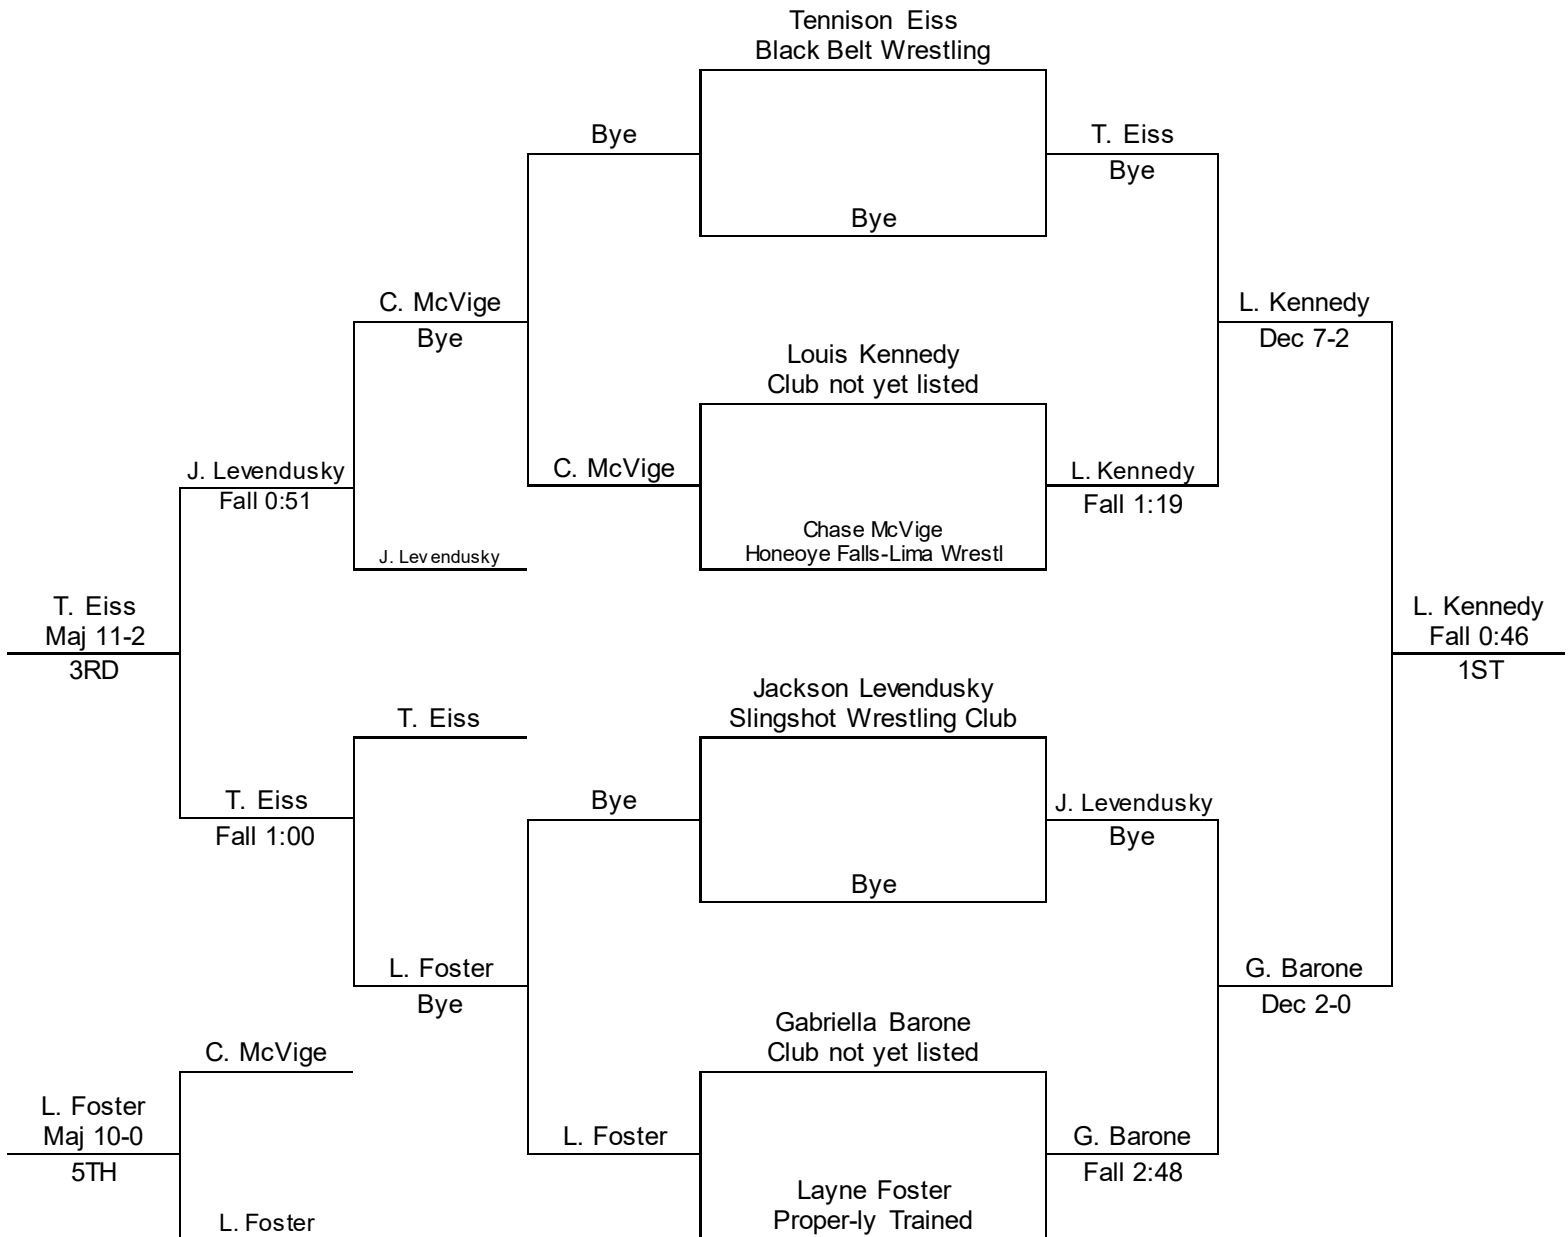 Tennison Eiss
Black Belt Wrestling
Bye
T. Eiss
Bye
Bye
C. McVige
Bye
L. Kennedy
Dec 7-2
Louis Kennedy
Club not yet listed
J. Levendusky
Fall 0:51
C. McVige
L. Kennedy
Fall 1:19
Chase McVige
Honeoye Falls-Lima Wrestl
J. Levendusky
T. Eiss
Maj 11-2
3RD
L. Kennedy
Fall 0:46
1ST
Jackson Levendusky
Slingshot Wrestling Club
T. Eiss
T. Eiss
Fall 1:00
Bye
J. Levendusky
Bye
Bye
L. Foster
Bye
G. Barone
Dec 2-0
Gabriella Barone
Club not yet listed
C. McVige
L. Foster
Maj 10-0
5TH
L. Foster
G. Barone
Fall 2:48
Layne Foster
Proper-ly Trained
L. Foster